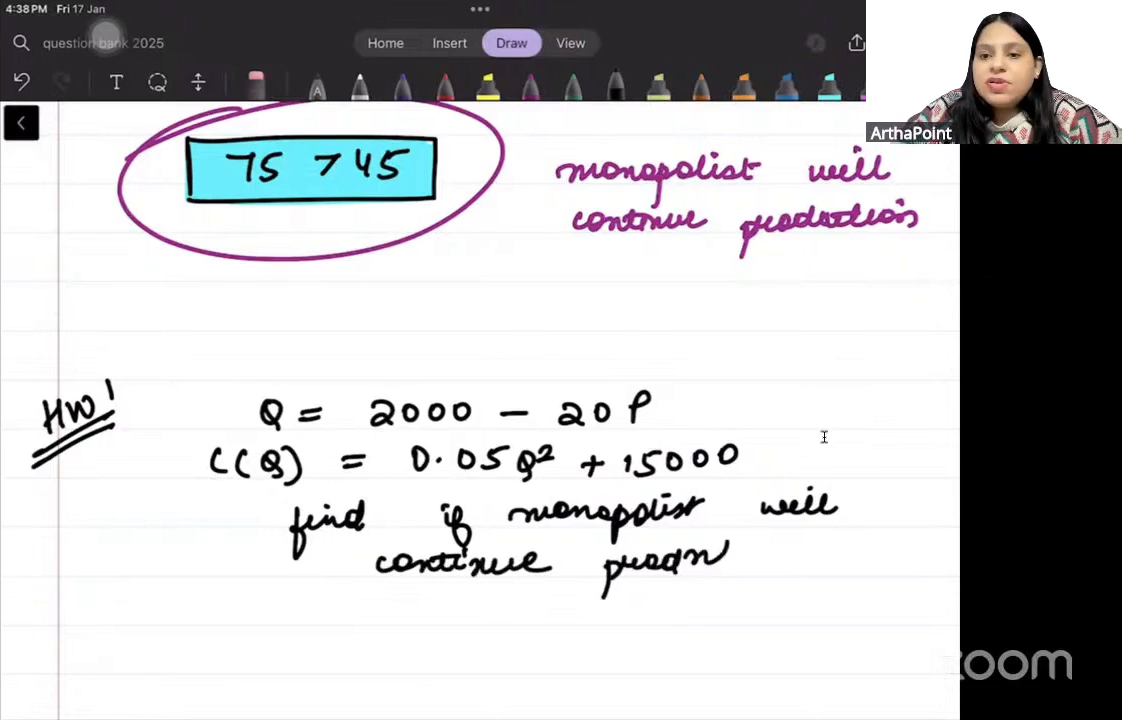 4:38 PM Fri 17 Jan
question bank 2025
Home Insert Draw View
ArthaPoint
75 > 45
monopolist will
continue production
HW!
Q = 2000 - 20P
C(Q) = 0.05Q² + 15000
find if monopolist will
continue prodn
zoom